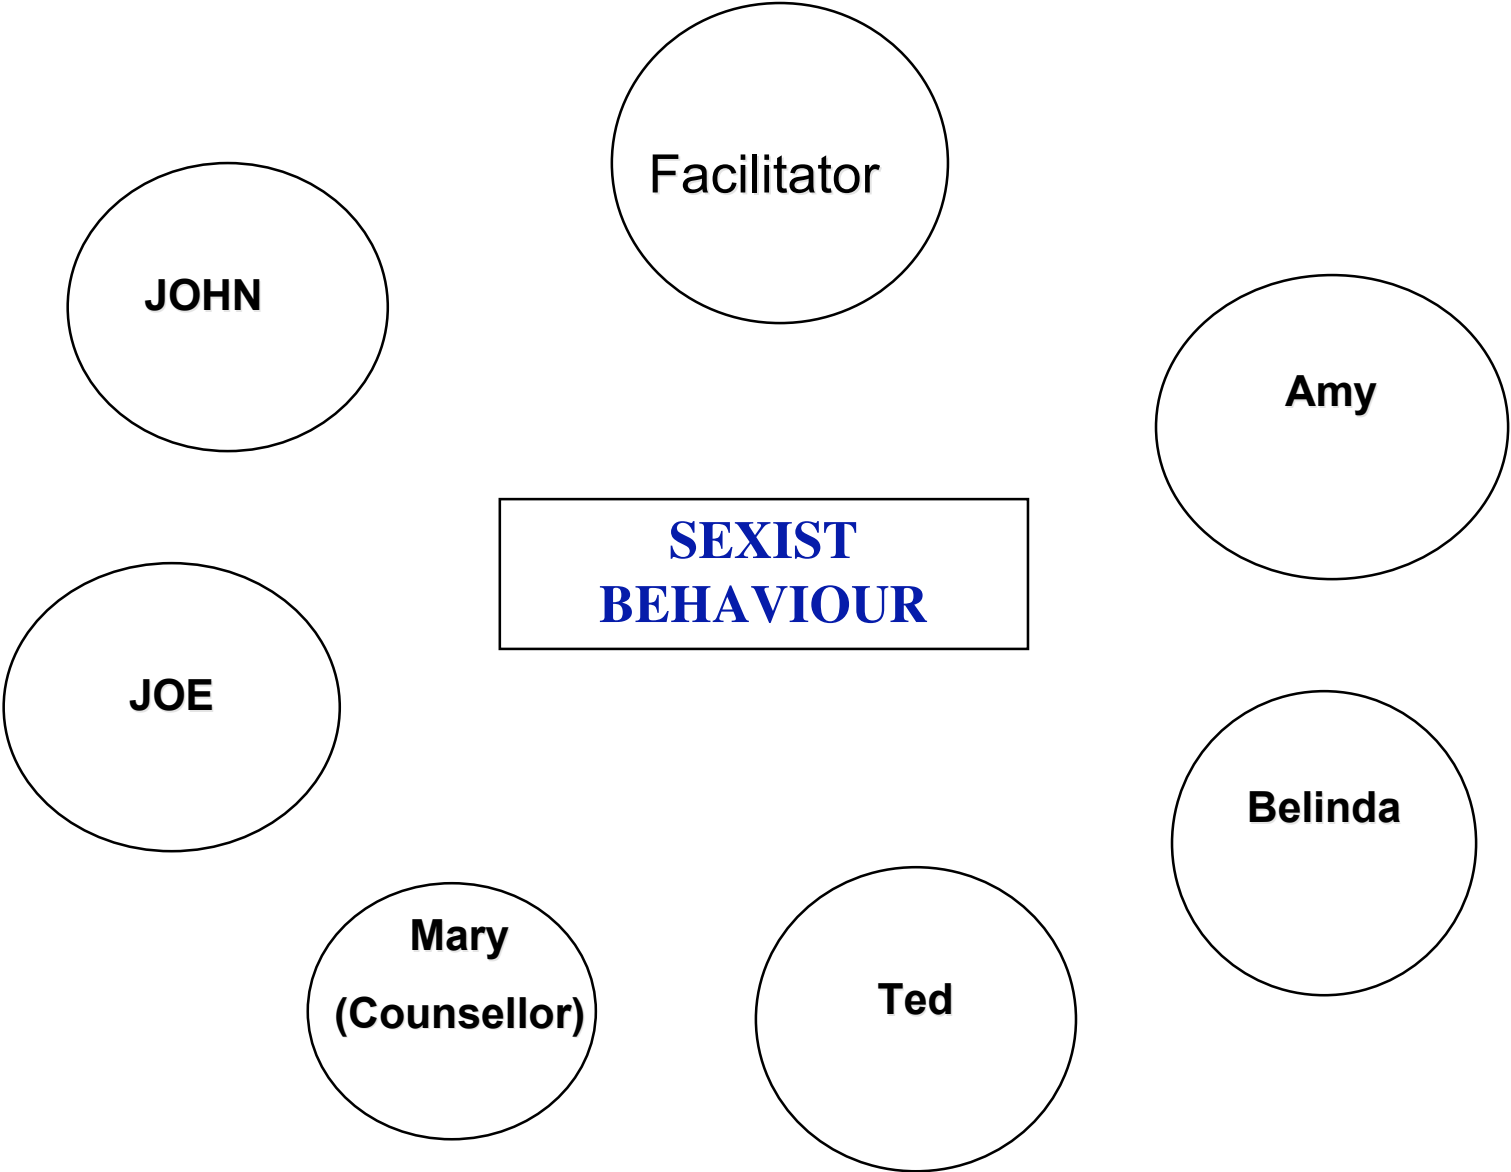 Facilitator
JOHN
Amy
SEXIST
BEHAVIOUR
JOE
Belinda
Mary
(Counsellor)
Ted